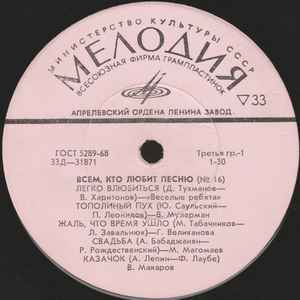 МИНИСТЕРСТВО КУЛЬТУРЫ СССР
МЕЛОДИЯ
ВСЕСОЮЗНАЯ ФИРМА ГРАМПЛАСТИНОК
33
АПРЕЛЕВСКИЙ ОРДЕНА ЛЕНИНА ЗАВОД
ГОСТ 5289-68 Третья гр.-1
33Д—31871 1-30
ВСЕМ, КТО ЛЮБИТ ПЕСНЮ (№ 16)
ЛЕГКО ВЛЮБИТЬСЯ (Д. Тухманов—
В. Харитонов)—«Веселые ребята»
ТОПОЛИНЫЙ ПУХ (Ю. Саульский—
П. Леонидов)—В. Мулерман
ЖАЛЬ, ЧТО ВРЕМЯ УШЛО (М. Табачников—
Л. Завальнюк)—Г. Великанова
СВАДЬБА (А. Бабаджанян—
Р. Рождественский)—М. Магомаев
КАЗАЧОК (А. Лепин—Ф. Лаубе)
В. Макаров